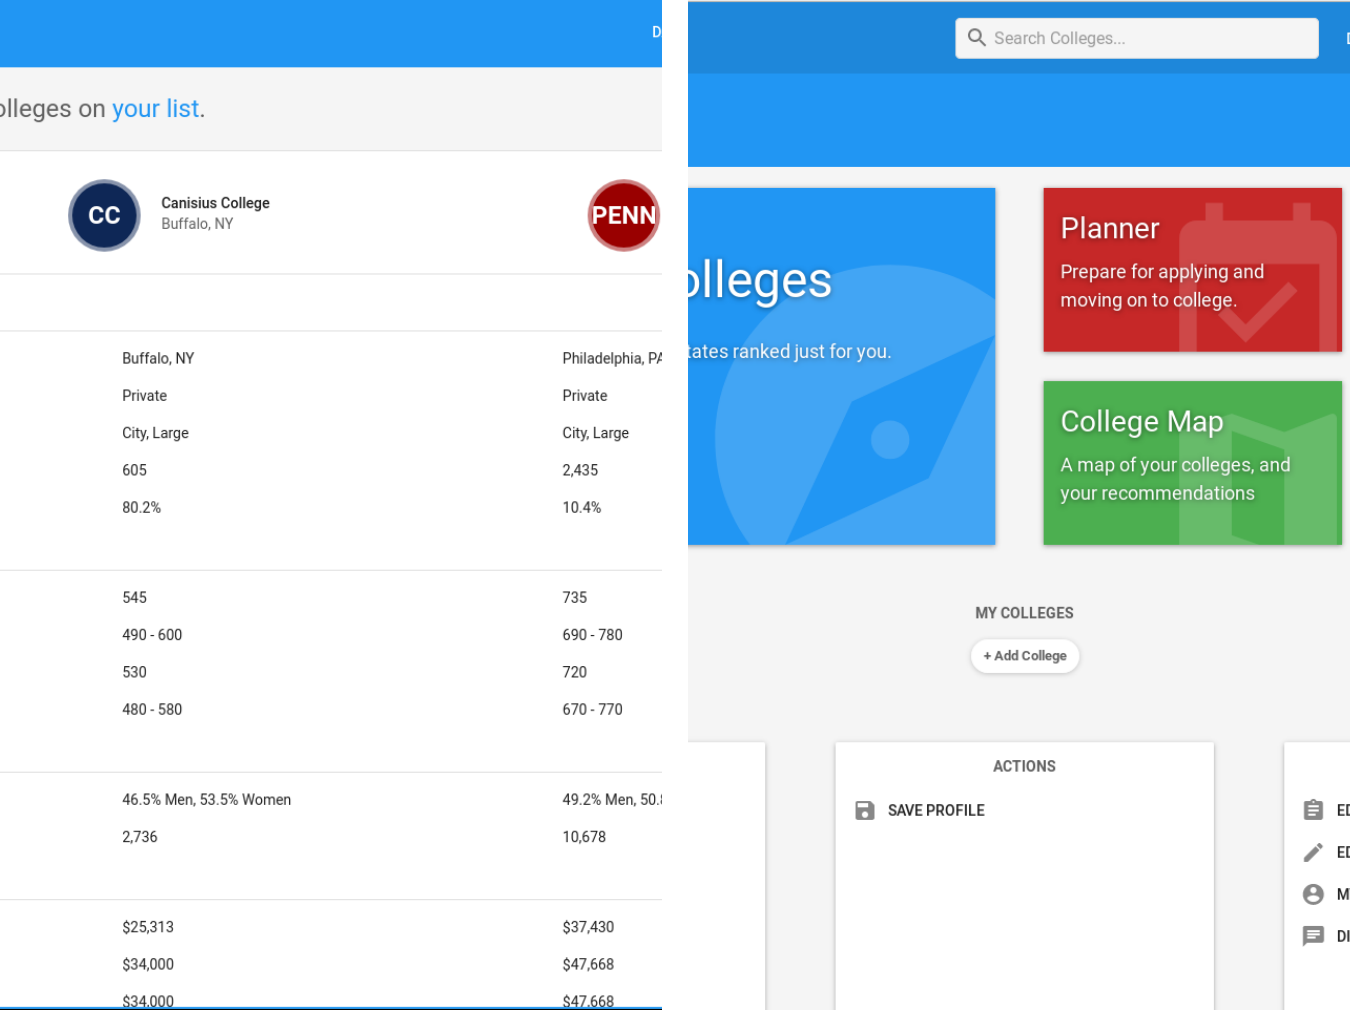 D
olleges on your list.
CC
Canisius College
Buffalo, NY
PENN
Buffalo, NY
Philadelphia, PA
Private
Private
City, Large
City, Large
605
2,435
80.2%
10.4%
545
735
490 - 600
690 - 780
530
720
480 - 580
670 - 770
46.5% Men, 53.5% Women
49.2% Men, 50.8
2,736
10,678
$25,313
$37,430
$34,000
$47,668
$34,000
$47,668
Search Colleges...
olleges
tates ranked just for you.
Planner
Prepare for applying and
moving on to college.
College Map
A map of your colleges, and
your recommendations
MY COLLEGES
+ Add College
ACTIONS
SAVE PROFILE
ED
ED
MY
DI